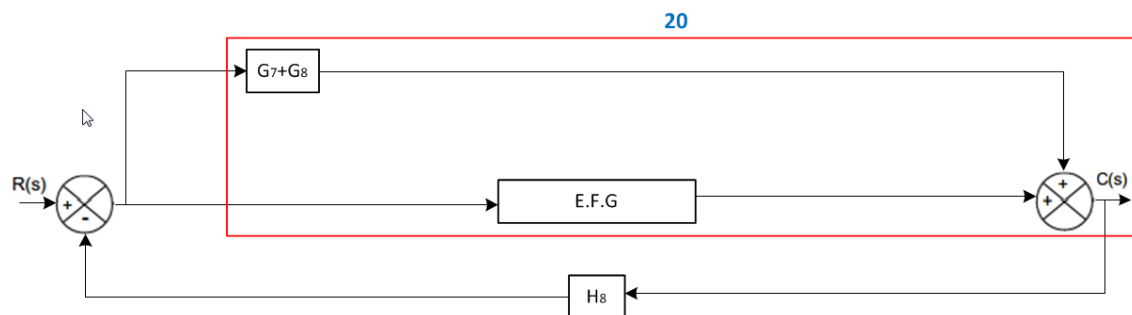 20
G₇+G₈
R(s)
+
-
E.F.G
+
+
C(s)
H₈